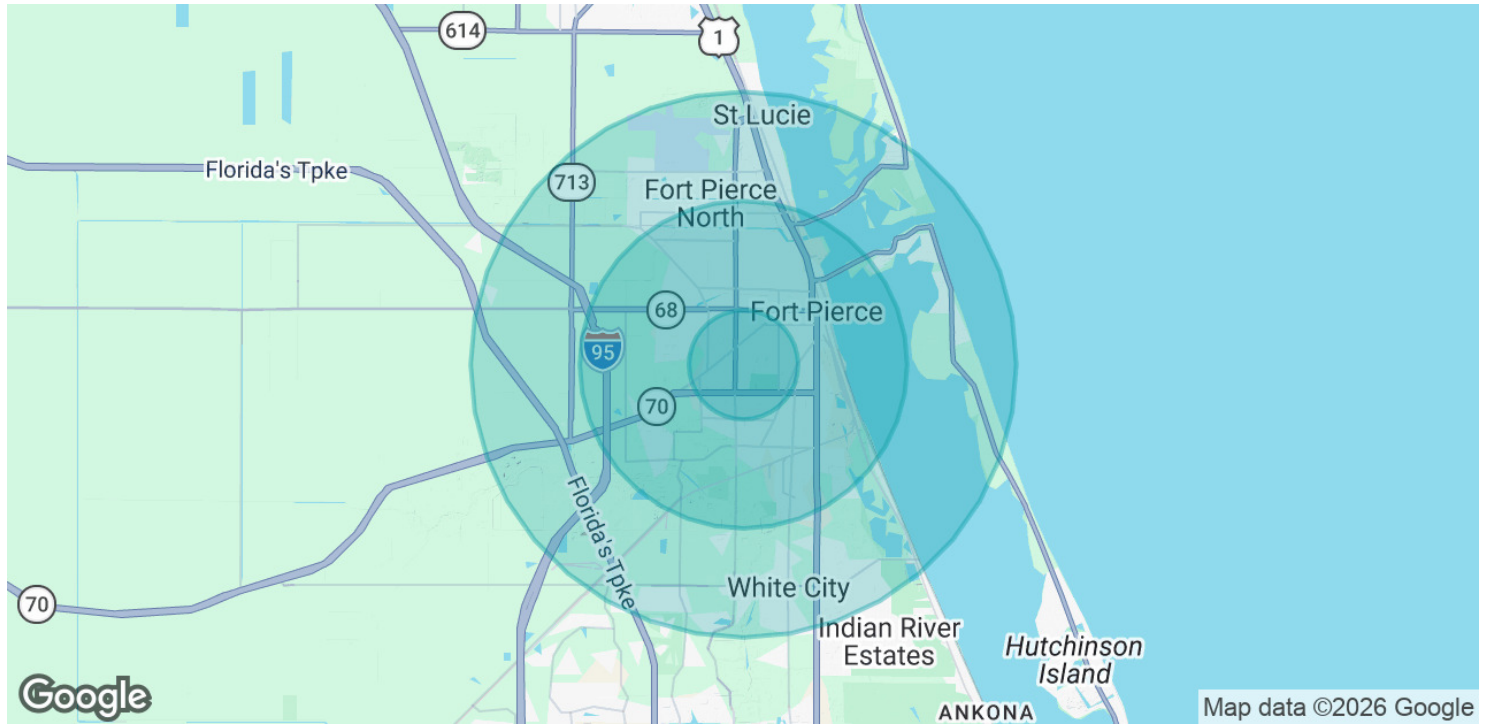 614
1
St Lucie
Florida's Tpke
713
Fort Pierce
North
68
Fort Pierce
95
70
Florida's Tpke
White City
70
Indian River
Estates
Hutchinson
Island
Google
ANKONA
Map data ©2026 Google